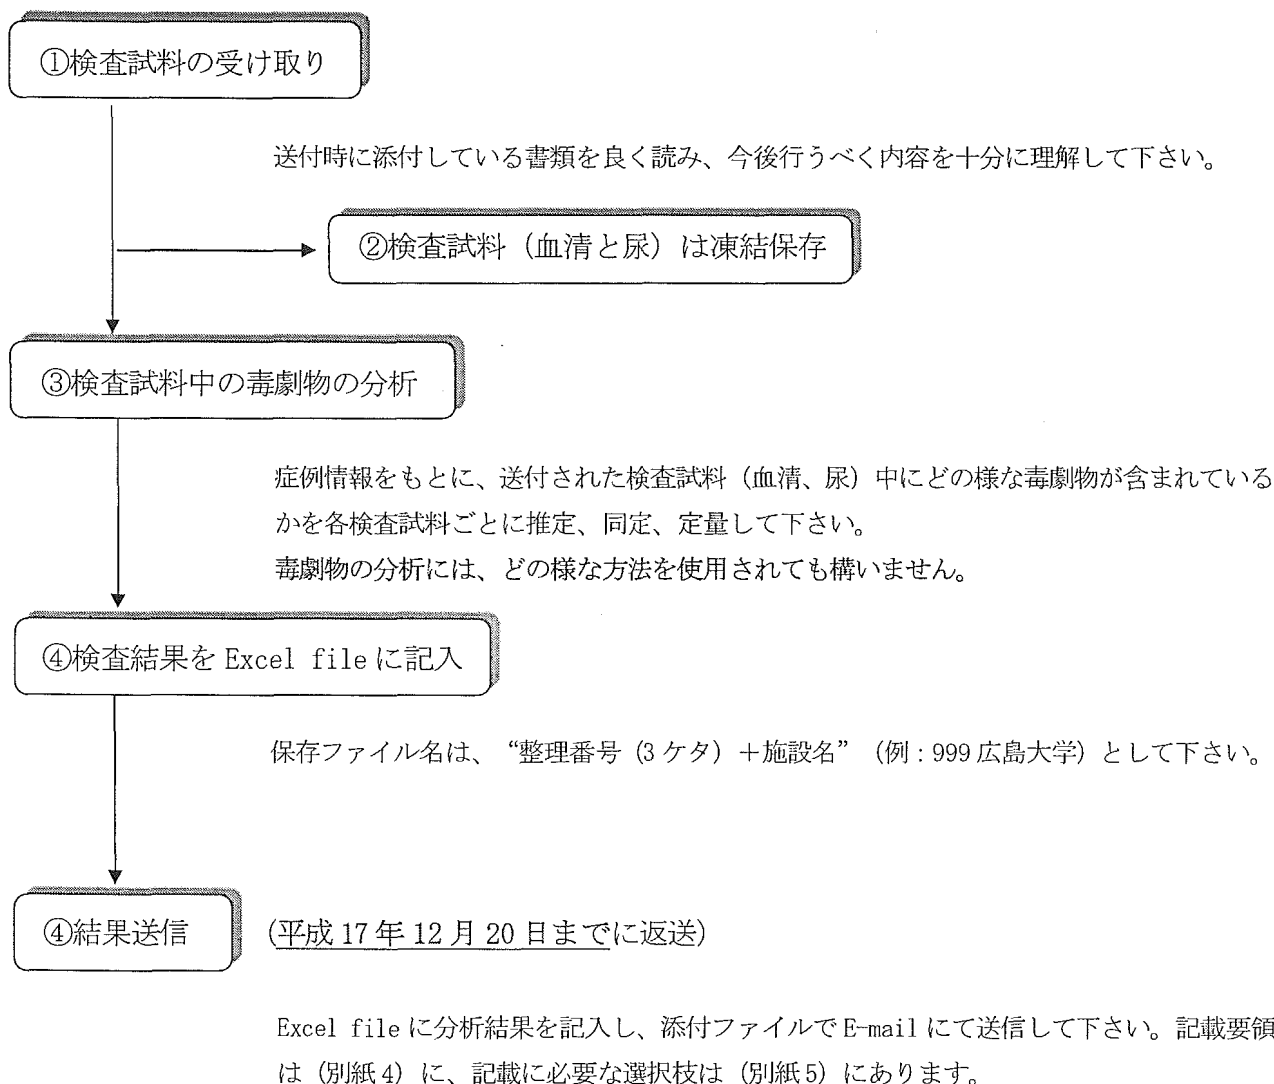 ①検査試料の受け取り
送付時に添付している書類を良く読み、今後行うべく内容を十分に理解して下さい。
②検査試料（血清と尿）は凍結保存
③検査試料中の毒劇物の分析
症例情報をもとに、送付された検査試料（血清、尿）中にどの様な毒劇物が含まれている
かを各検査試料ごとに推定、同定、定量して下さい。
毒劇物の分析には、どの様な方法を使用されても構いません。
④検査結果を Excel file に記入
保存ファイル名は、“整理番号（3 ケタ）＋施設名”（例：999 広島大学）として下さい。
④結果送信 (平成 17 年 12 月 20 日までに返送)
Excel file に分析結果を記入し、添付ファイルで E-mail にて送信して下さい。記載要領
は（別紙 4）に、記載に必要な選択枝は（別紙 5）にあります。